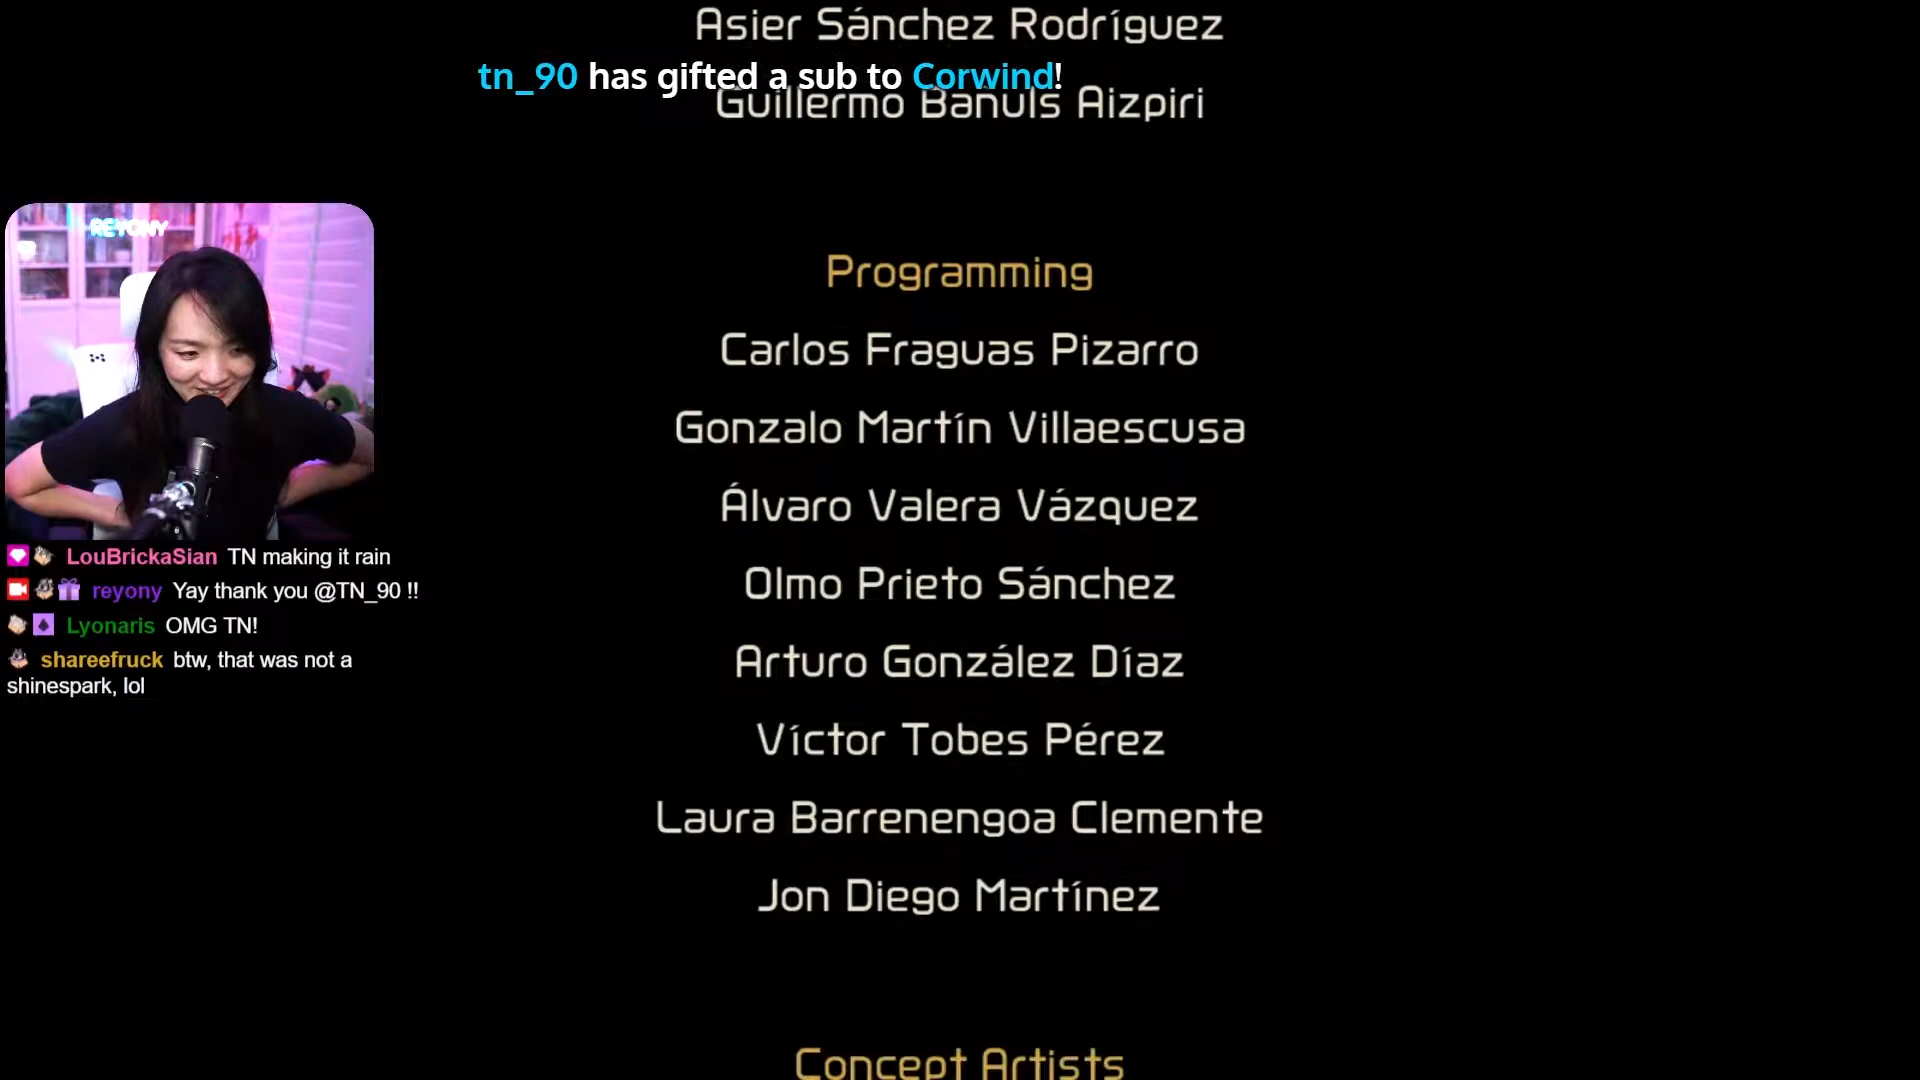 Asier Sánchez Rodríguez
tn_90 has gifted a sub to Corwind!
Guillermo Bañuls Aizpiri
REYONY
Programming
Carlos Fraguas Pizarro
Gonzalo Martín Villaescusa
Álvaro Valera Vázquez
Olmo Prieto Sánchez
Arturo González Díaz
Víctor Tobes Pérez
Laura Barrenengoa Clemente
Jon Diego Martínez
Concept Artists
LouBrickaSian TN making it rain
reyony Yay thank you @TN_90 !!
Lyonaris OMG TN!
shareefruck btw, that was not a
shinespark, lol